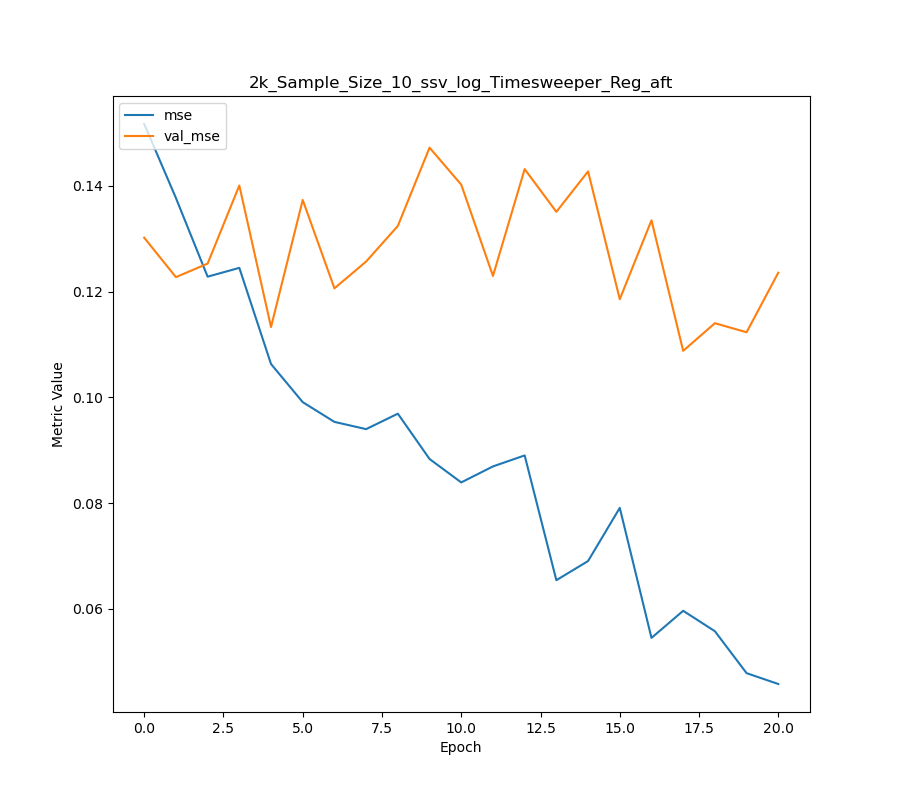 2k_Sample_Size_10_ssv_log_Timesweeper_Reg_aft
mse
val_mse
0.14
0.12
0.10
0.08
0.06
Metric Value
0.0 2.5 5.0 7.5 10.0 12.5 15.0 17.5 20.0
Epoch